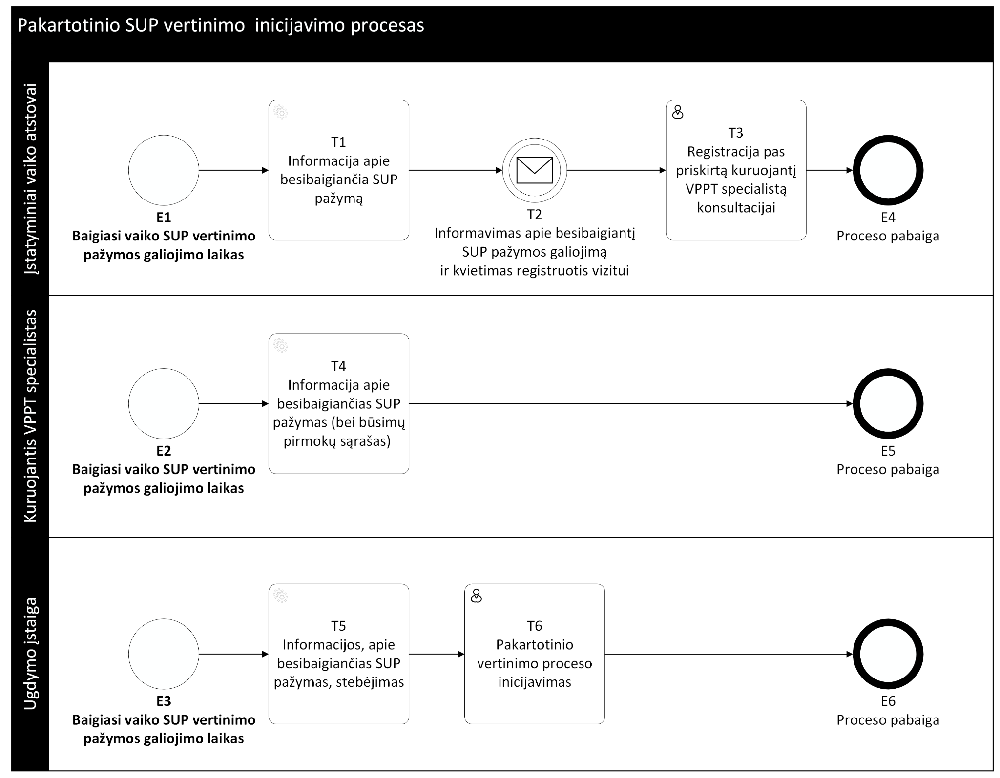 Pakartotinio SUP vertinimo  inicijavimo procesas
Įstatyminiai vaiko atstovai
E1
Baigiasi vaiko SUP vertinimo
pažymos galiojimo laikas
T1
Informacija apie
besibaigiančia SUP
pažymą
T2
Informavimas apie besibaigiantį
SUP pažymos galiojimą
ir kvietimas registruotis vizitui
T3
Registracija pas
priskirtą kuruojantį
VPPT specialistą
konsultacijai
E4
Proceso pabaiga
Kuruojantis VPPT specialistas
E2
Baigiasi vaiko SUP vertinimo
pažymos galiojimo laikas
T4
Informacija apie
besibaigiančias SUP
pažymas (bei būsimų
pirmokų sąrašas)
E5
Proceso pabaiga
Ugdymo įstaiga
E3
Baigiasi vaiko SUP vertinimo
pažymos galiojimo laikas
T5
Informacijos, apie
besibaigiančias SUP
pažymas, stebėjimas
T6
Pakartotinio
vertinimo proceso
inicijavimas
E6
Proceso pabaiga